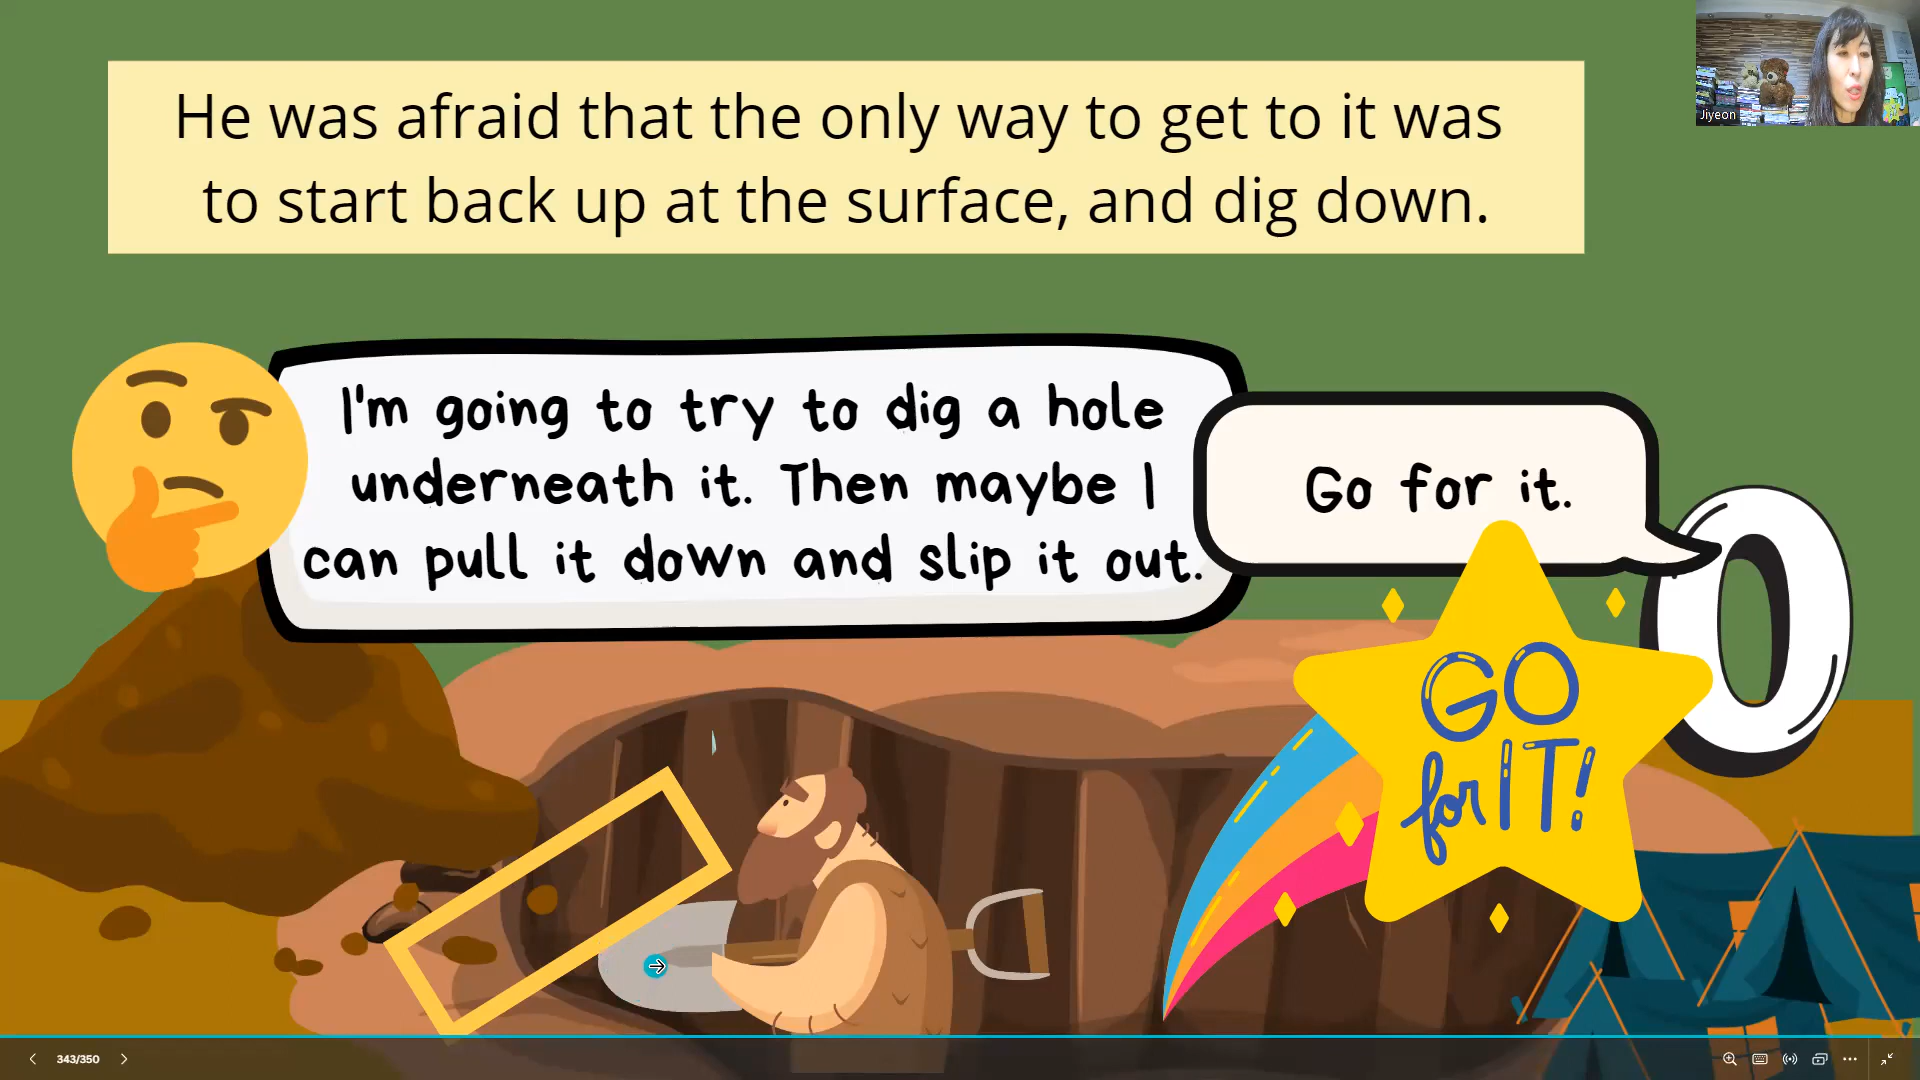 He was afraid that the only way to get to it was
to start back up at the surface, and dig down.
Jiyeon
I'm going to try to dig a hole
underneath it. Then maybe I
can pull it down and slip it out.
Go for it.
0
GO
for IT!
343/350